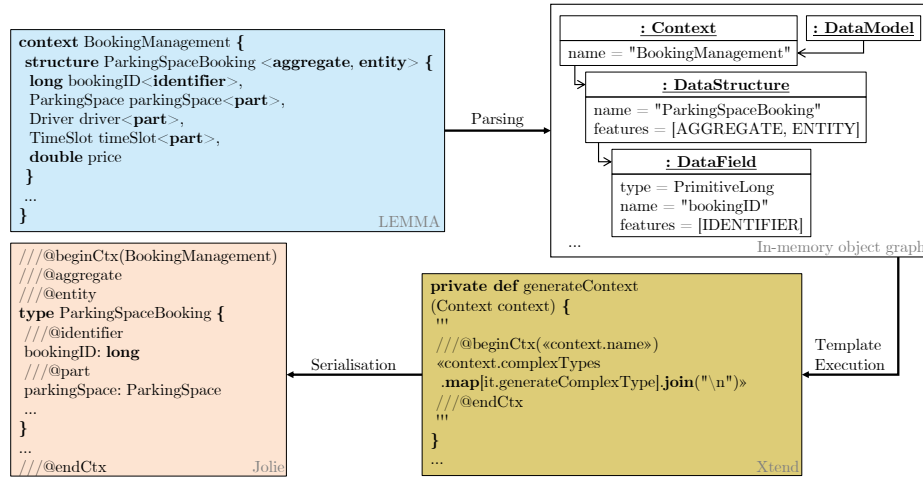 context BookingManagement {
structure ParkingSpaceBooking <aggregate, entity> {
long bookingID<identifier>,
ParkingSpace parkingSpace<part>,
Driver driver<part>,
TimeSlot timeSlot<part>,
double price
}
...
}
LEMMA
Parsing
: Context
name = "BookingManagement"
: DataModel
: DataStructure
name = "ParkingSpaceBooking"
features = [AGGREGATE, ENTITY]
: DataField
type = PrimitiveLong
name = "bookingID"
features = [IDENTIFIER]
...
In-memory object graph
Template
Execution
private def generateContext
(Context context) {
'''
///@beginCtx(«context.name»)
«context.complexTypes
.map[it.generateComplexType].join("\n")»
///@endCtx
'''
}
...
Xtend
Serialisation
///@beginCtx(BookingManagement)
///@aggregate
///@entity
type ParkingSpaceBooking {
///@identifier
bookingID: long
///@part
parkingSpace: ParkingSpace
...
}
...
///@endCtx
Jolie